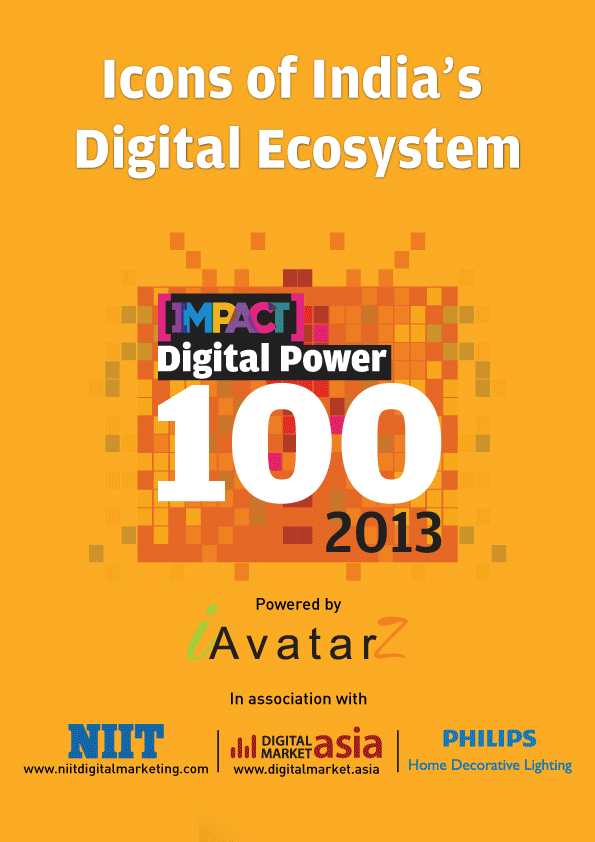 Icons of India’s
Digital Ecosystem
[IMPACT]
Digital Power
100
2013
Powered by
iAvatarZ
In association with
NIIT
www.niitdigitalmarketing.com
DIGITAL
MARKET asia
www.digitalmarket.asia
PHILIPS
Home Decorative Lighting